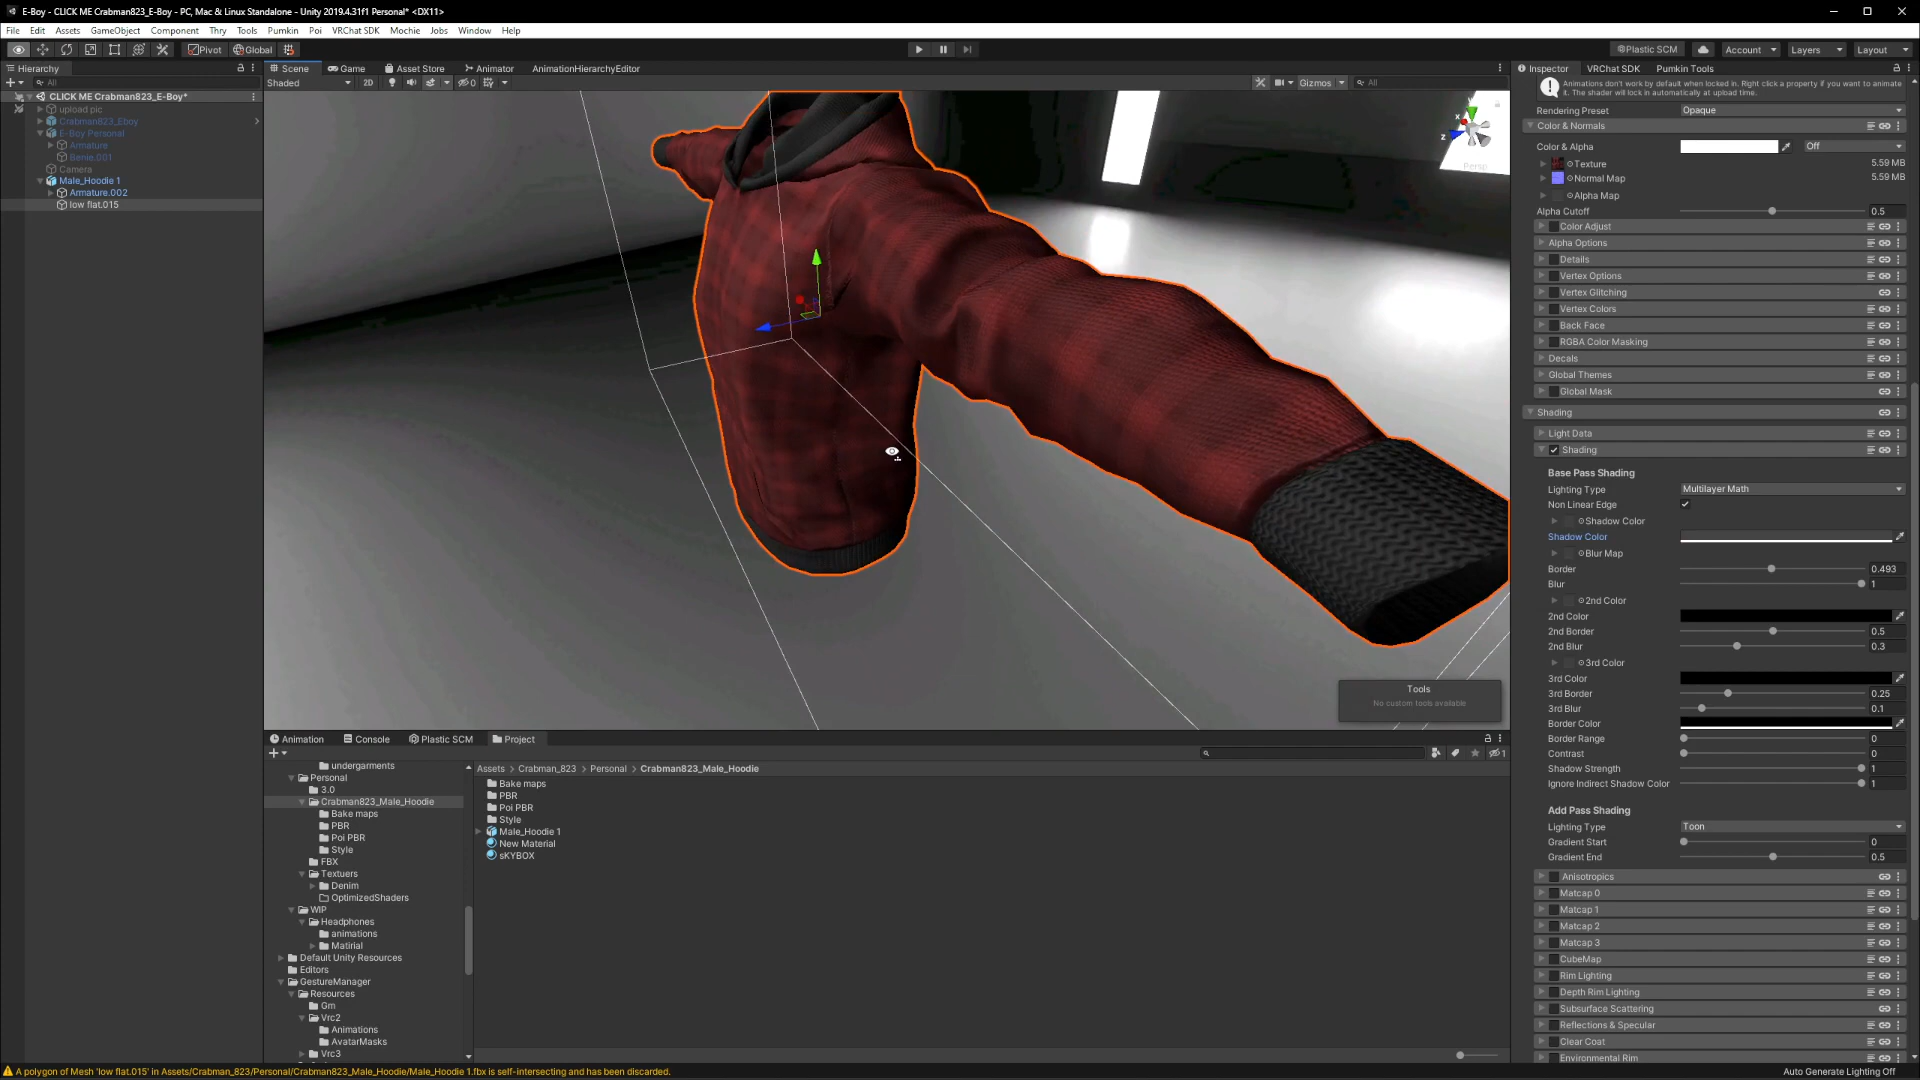 E-Boy - CLICK ME Crabman823_E-Boy - PC, Mac & Linux Standalone - Unity 2019.4.31f1 Personal* <DX11>
File Edit Assets GameObject Component Thry Tools Pumkin Poi VRChat SDK Mochie Jobs Window Help
Pivot Global Plastic SCM Account Layers Layout
Hierarchy Scene Game Asset Store Animator AnimationHierarchyEditor Inspector VRChat SDK Pumkin Tools
All Shaded 2D 0 Gizmos All
CLICK ME Crabman823_E-Boy*
upload pic
Crabman823_Eboy
E-Boy Personal
Armature
Benie.001
Camera
Male_Hoodie 1
Armature.002
low flat.015
x
z
Persp
Tools
No custom tools available
Animations don't work by default when locked in. Right click a property if you want to animate
it. The shader will lock in automatically at upload time.
Rendering Preset Opaque
Color & Normals
Color & Alpha Off
Texture 5.59 MB
Normal Map 5.59 MB
Alpha Map
Alpha Cutoff 0.5
Color Adjust
Alpha Options
Details
Vertex Options
Vertex Glitching
Vertex Colors
Back Face
RGBA Color Masking
Decals
Global Themes
Global Mask
Shading
Light Data
Shading
Base Pass Shading
Lighting Type Multilayer Math
Non Linear Edge
Shadow Color
Shadow Color
Blur Map
Border 0.493
Blur 1
2nd Color
2nd Color
2nd Border 0.5
2nd Blur 0.3
3rd Color
3rd Color
3rd Border 0.25
3rd Blur 0.1
Border Color
Border Range 0
Contrast 0
Shadow Strength 1
Ignore Indirect Shadow Color 1
Add Pass Shading
Lighting Type Toon
Gradient Start 0
Gradient End 0.5
Anisotropics
Matcap 0
Matcap 1
Matcap 2
Matcap 3
CubeMap
Rim Lighting
Depth Rim Lighting
Subsurface Scattering
Reflections & Specular
Clear Coat
Environmental Rim
Animation Console Plastic SCM Project
1
undergarments
Personal
3.0
Crabman823_Male_Hoodie
Bake maps
PBR
Poi PBR
Style
FBX
Textuers
Denim
OptimizedShaders
WIP
Headphones
animations
Matirial
Default Unity Resources
Editors
GestureManager
Resources
Gm
Vrc2
Animations
AvatarMasks
Vrc3
Assets > Crabman_823 > Personal > Crabman823_Male_Hoodie
Bake maps
PBR
Poi PBR
Style
Male_Hoodie 1
New Material
sKYBOX
A polygon of Mesh 'low flat.015' in Assets/Crabman_823/Personal/Crabman823_Male_Hoodie/Male_Hoodie 1.fbx is self-intersecting and has been discarded.
Auto Generate Lighting Off